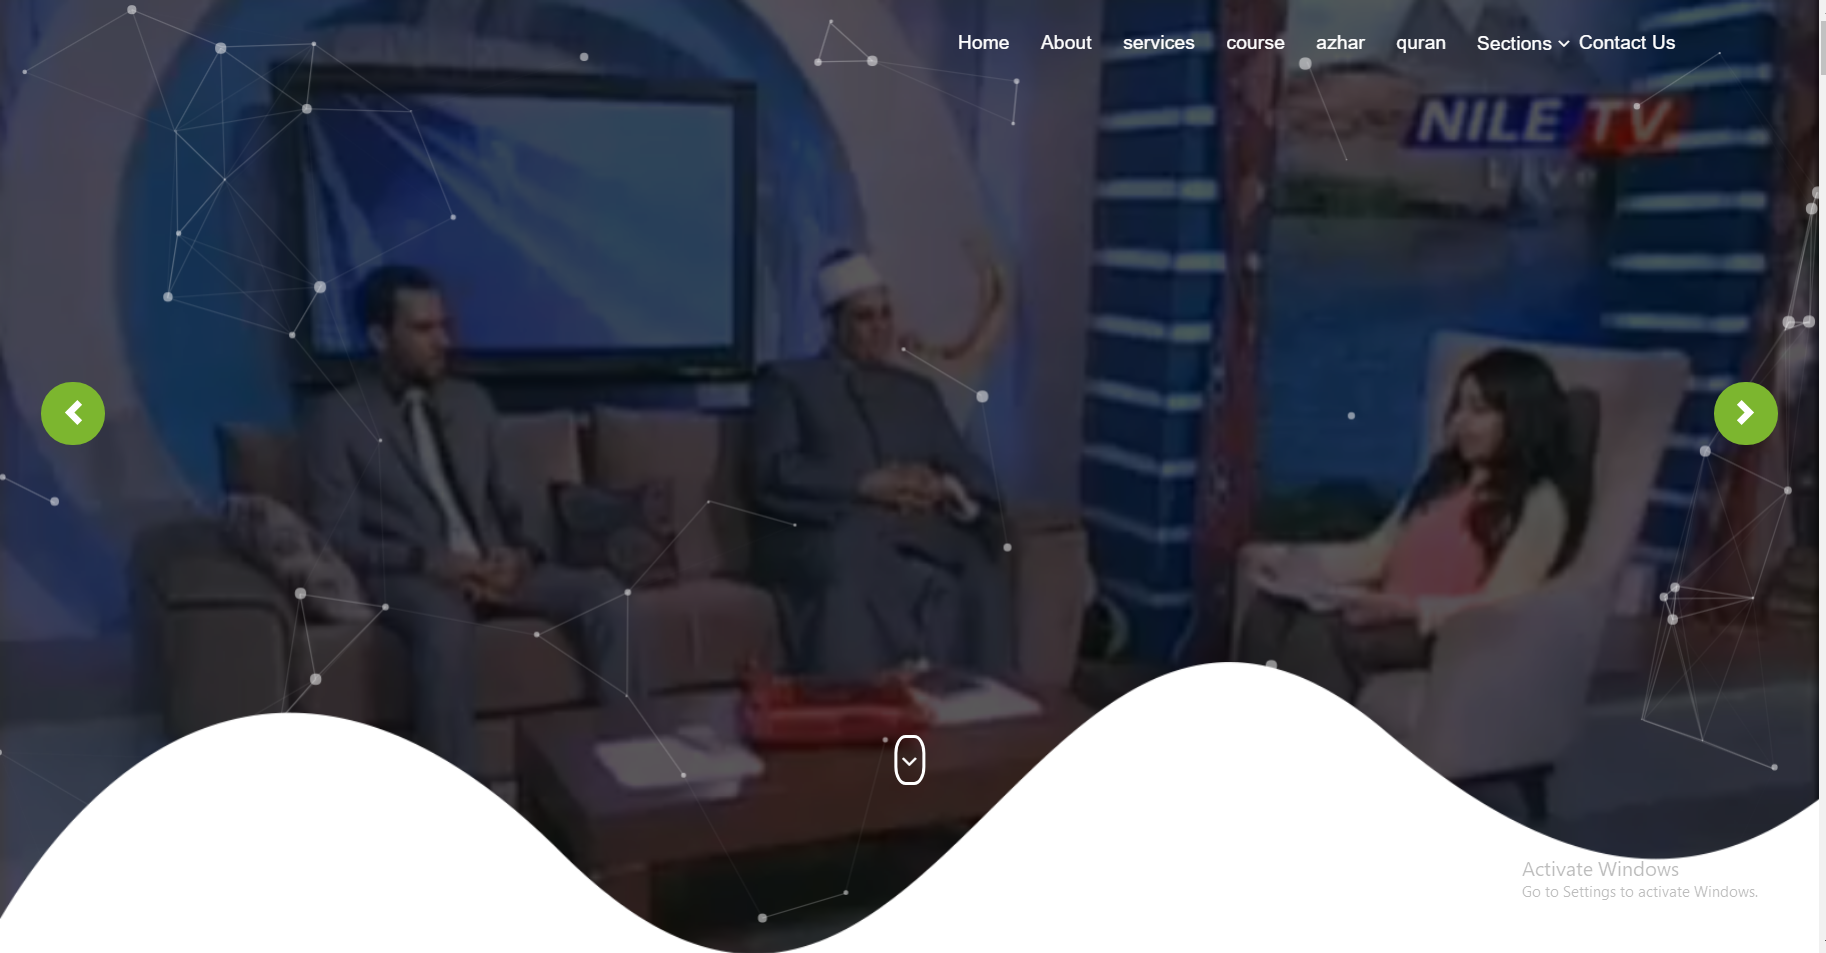 Home About services course azhar quran Sections Contact Us
NILE TV
Live
Activate Windows
Go to Settings to activate Windows.